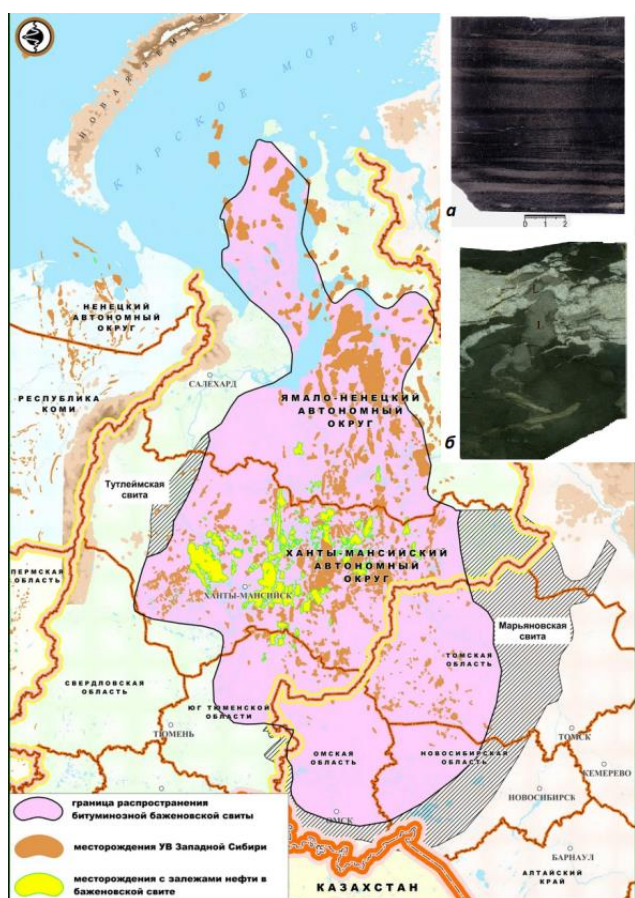 НОВАЯ ЗЕМЛЯ
КАРСКОЕ МОРЕ
а
0 1 2
L
L
б
НЕНЕЦКИЙ
АВТОНОМНЫЙ
ОКРУГ
РЕСПУБЛИКА
КОМИ
САЛЕХАРД
ЯМАЛО-НЕНЕЦКИЙ
АВТОНОМНЫЙ
ОКРУГ
Тутлеймская
свита
ХАНТЫ-МАНСИЙСКИЙ
АВТОНОМНЫЙ
ОКРУГ
ХАНТЫ-МАНСИЙСК
ПЕРМСКАЯ
ОБЛАСТЬ
Марьяновская
свита
ТОМСКАЯ
ОБЛАСТЬ
СВЕРДЛОВСКАЯ
ОБЛАСТЬ
ЮГ ТЮМЕНСКОЙ
ОБЛАСТИ
ТЮМЕНЬ
ТОМСК
ОМСКАЯ
ОБЛАСТЬ
НОВОСИБИРСКАЯ
ОБЛАСТЬ
КЕМЕРЕВО
НОВОСИБИРСК
ОМСК
БАРНАУЛ
АЛТАЙСКИЙ
КРАЙ
КАЗАХСТАН
граница распространения
битуминозной баженовской свиты
месторождения УВ Западной Сибири
месторождения с залежами нефти в
баженовской свите